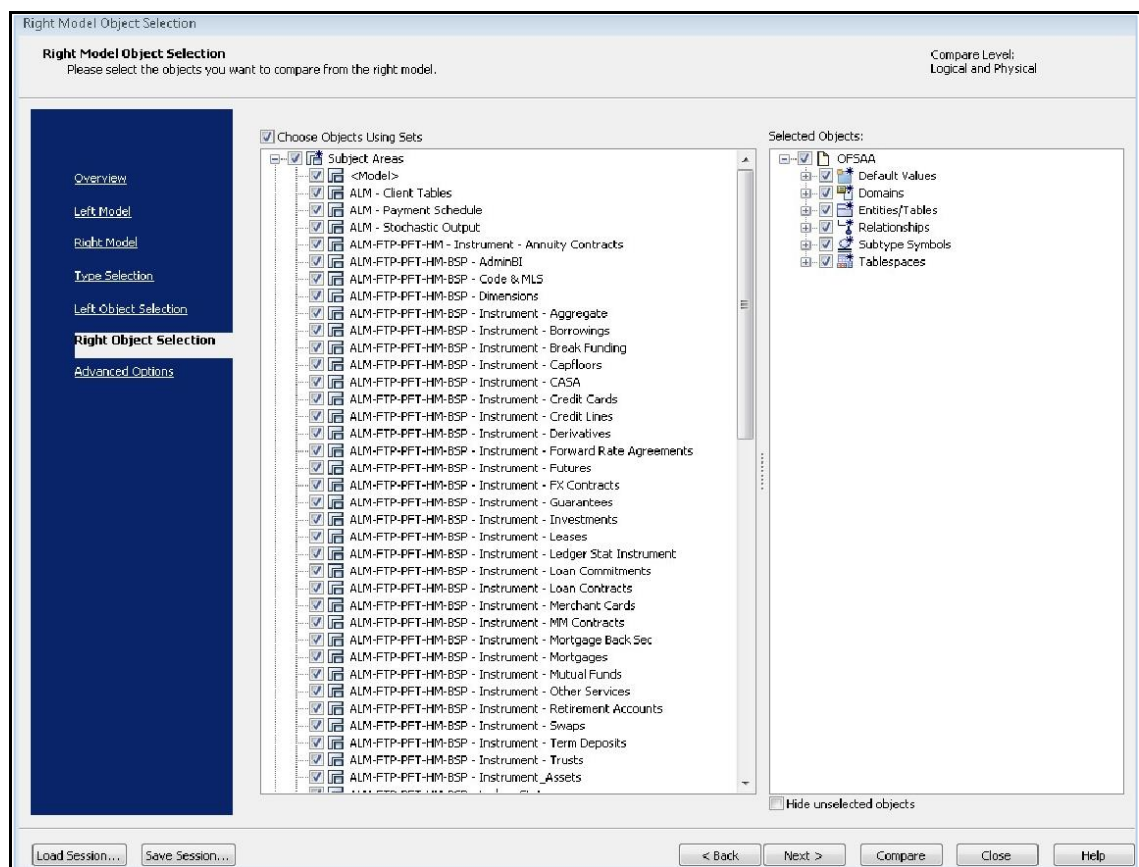 Right Model Object Selection
Right Model Object Selection
Please select the objects you want to compare from the right model.
Compare Level:
Logical and Physical
Overview
Left Model
Right Model
Type Selection
Left Object Selection
Right Object Selection
Advanced Options
Choose Objects Using Sets
Subject Areas
<Model>
ALM - Client Tables
ALM - Payment Schedule
ALM - Stochastic Output
ALM-FTP-PFT-HM - Instrument - Annuity Contracts
ALM-FTP-PFT-HM-BSP - AdminBI
ALM-FTP-PFT-HM-BSP - Code & MLS
ALM-FTP-PFT-HM-BSP - Dimensions
ALM-FTP-PFT-HM-BSP - Instrument - Aggregate
ALM-FTP-PFT-HM-BSP - Instrument - Borrowings
ALM-FTP-PFT-HM-BSP - Instrument - Break Funding
ALM-FTP-PFT-HM-BSP - Instrument - Capfloors
ALM-FTP-PFT-HM-BSP - Instrument - CASA
ALM-FTP-PFT-HM-BSP - Instrument - Credit Cards
ALM-FTP-PFT-HM-BSP - Instrument - Credit Lines
ALM-FTP-PFT-HM-BSP - Instrument - Derivatives
ALM-FTP-PFT-HM-BSP - Instrument - Forward Rate Agreements
ALM-FTP-PFT-HM-BSP - Instrument - Futures
ALM-FTP-PFT-HM-BSP - Instrument - FX Contracts
ALM-FTP-PFT-HM-BSP - Instrument - Guarantees
ALM-FTP-PFT-HM-BSP - Instrument - Investments
ALM-FTP-PFT-HM-BSP - Instrument - Leases
ALM-FTP-PFT-HM-BSP - Instrument - Ledger Stat Instrument
ALM-FTP-PFT-HM-BSP - Instrument - Loan Commitments
ALM-FTP-PFT-HM-BSP - Instrument - Loan Contracts
ALM-FTP-PFT-HM-BSP - Instrument - Merchant Cards
ALM-FTP-PFT-HM-BSP - Instrument - MM Contracts
ALM-FTP-PFT-HM-BSP - Instrument - Mortgage Back Sec
ALM-FTP-PFT-HM-BSP - Instrument - Mortgages
ALM-FTP-PFT-HM-BSP - Instrument - Mutual Funds
ALM-FTP-PFT-HM-BSP - Instrument - Other Services
ALM-FTP-PFT-HM-BSP - Instrument - Retirement Accounts
ALM-FTP-PFT-HM-BSP - Instrument - Swaps
ALM-FTP-PFT-HM-BSP - Instrument - Term Deposits
ALM-FTP-PFT-HM-BSP - Instrument - Trusts
ALM-FTP-PFT-HM-BSP - Instrument_Assets
Selected Objects:
OFSAA
Default Values
Domains
Entities/Tables
Relationships
Subtype Symbols
Tablespaces
Hide unselected objects
Load Session...
Save Session...
< Back
Next >
Compare
Close
Help